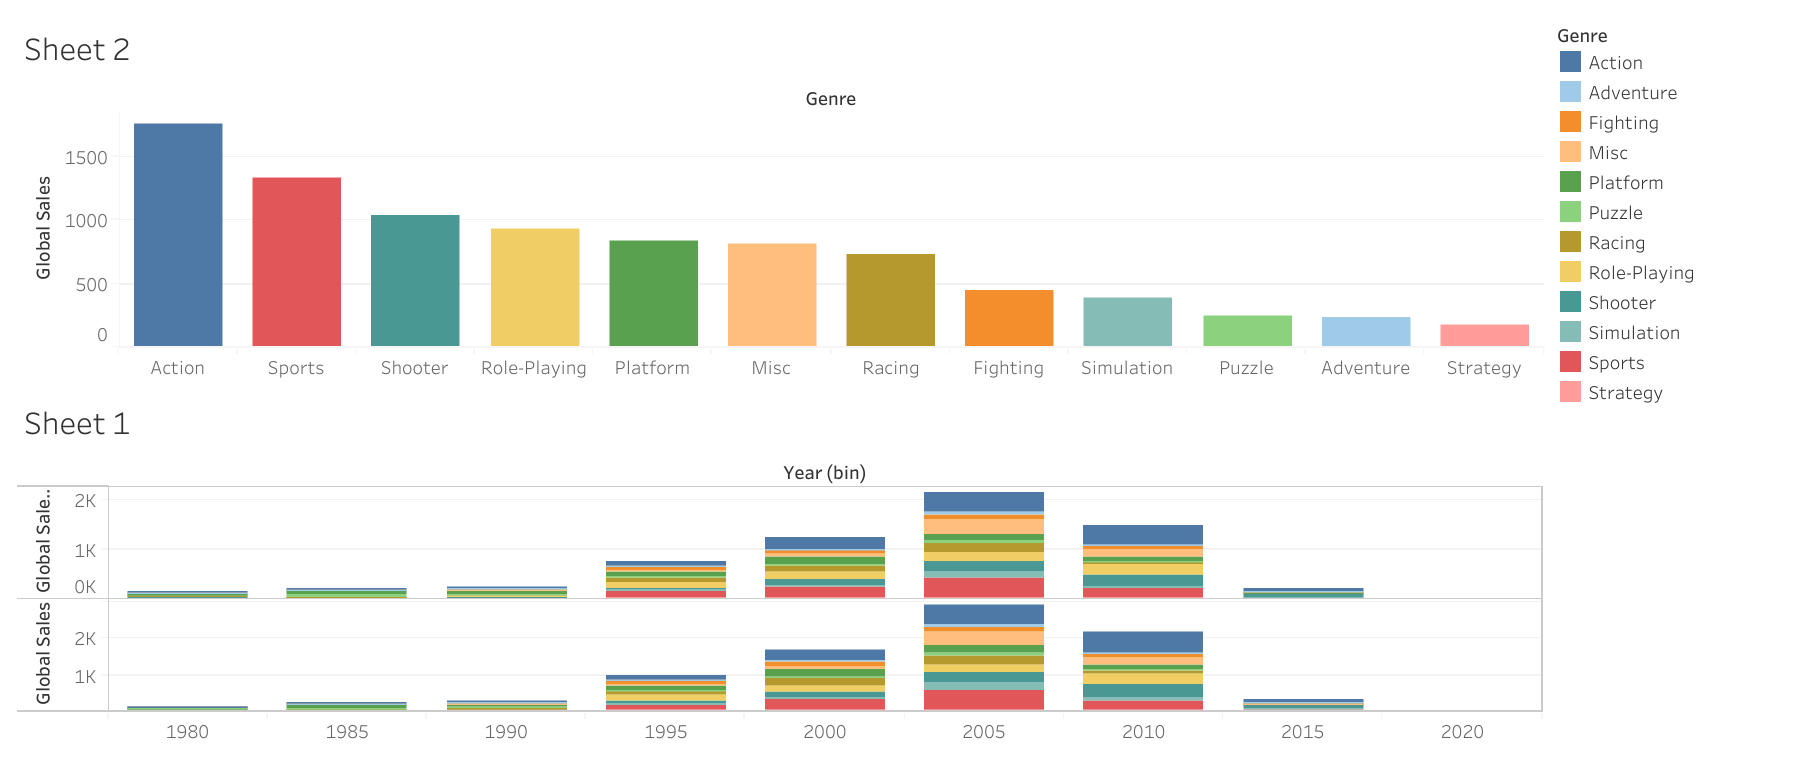 Sheet 2
Genre
Global Sales
1500
1000
500
0
Action Sports Shooter Role-Playing Platform Misc Racing Fighting Simulation Puzzle Adventure Strategy
Genre
Action
Adventure
Fighting
Misc
Platform
Puzzle
Racing
Role-Playing
Shooter
Simulation
Sports
Strategy
Sheet 1
Year (bin)
Global Sale..
2K
1K
0K
Global Sales
2K
1K
1980 1985 1990 1995 2000 2005 2010 2015 2020